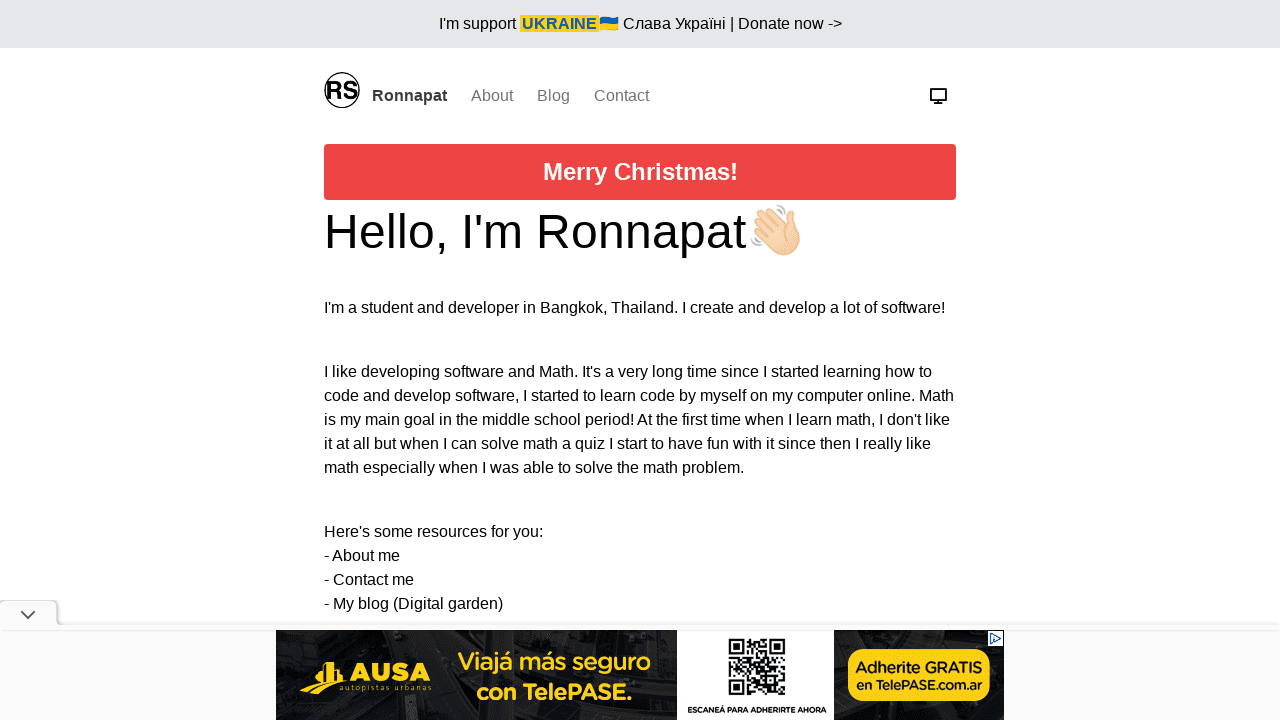 I'm support UKRAINE🇺🇦 Слава Україні | Donate now ->
RS Ronnapat About Blog Contact
Merry Christmas!
Hello, I'm Ronnapat👋🏻
I'm a student and developer in Bangkok, Thailand. I create and develop a lot of software!
I like developing software and Math. It's a very long time since I started learning how to
code and develop software, I started to learn code by myself on my computer online. Math
is my main goal in the middle school period! At the first time when I learn math, I don't like
it at all but when I can solve math a quiz I start to have fun with it since then I really like
math especially when I was able to solve the math problem.
Here's some resources for you:
- About me
- Contact me
- My blog (Digital garden)
AUSA
autopistas urbanas
Viajá más seguro
con TelePASE.
ESCANEÁ PARA ADHERIRTE AHORA
Adherite GRATIS
en TelePASE.com.ar